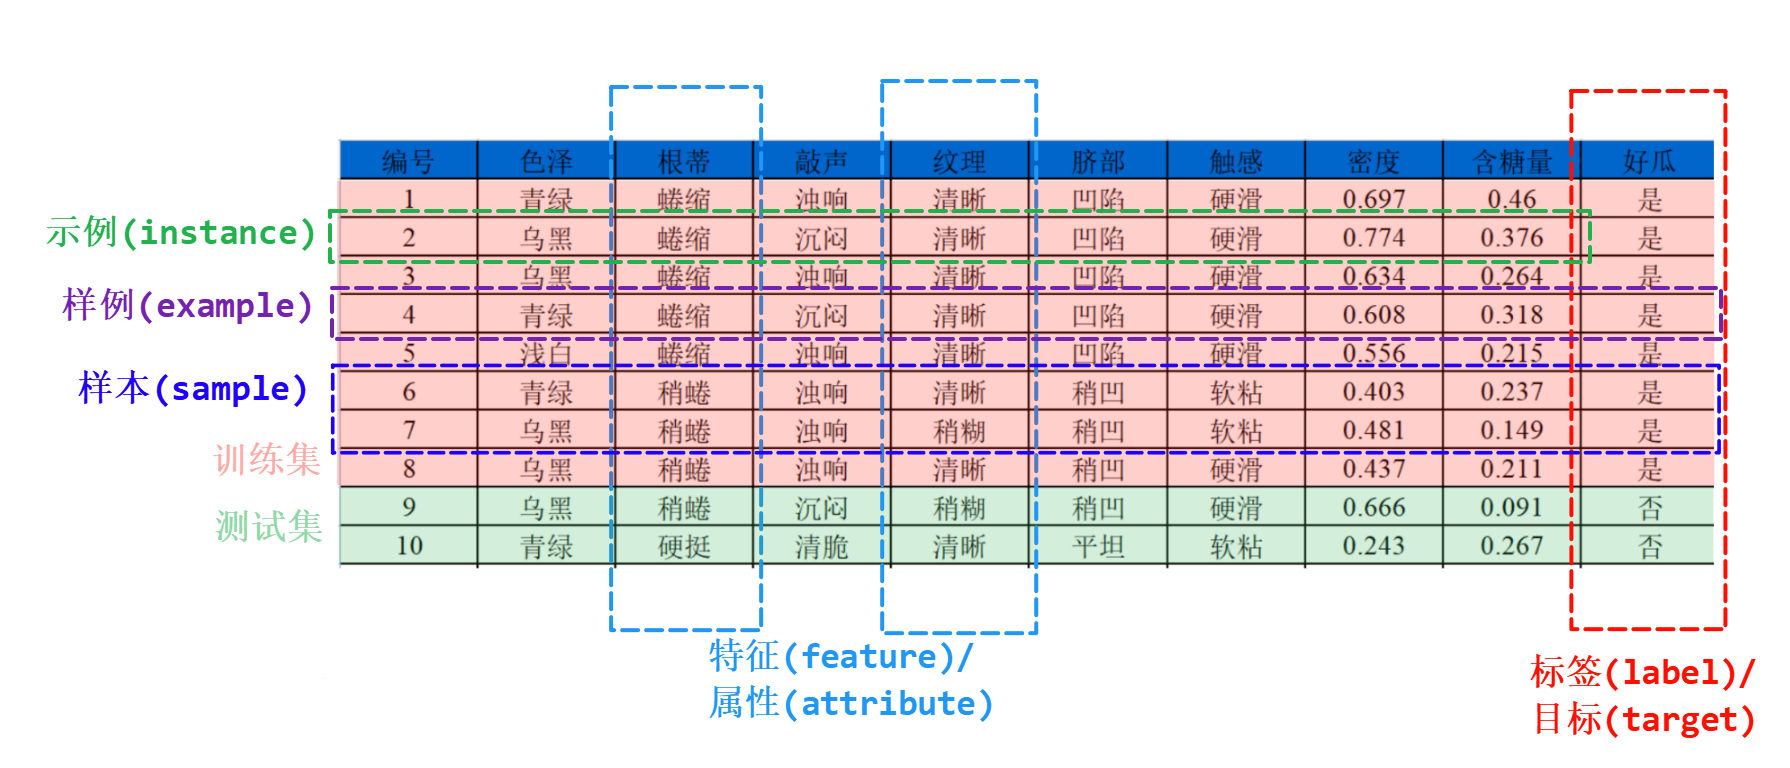 编号 色泽 根蒂 敲声 纹理 脐部 触感 密度 含糖量 好瓜
1 青绿 蜷缩 浊响 清晰 凹陷 硬滑 0.697 0.46 是
示例(instance)
2 乌黑 蜷缩 沉闷 清晰 凹陷 硬滑 0.774 0.376 是
3 乌黑 蜷缩 浊响 清晰 凹陷 硬滑 0.634 0.264 是
样例(example)
4 青绿 蜷缩 沉闷 清晰 凹陷 硬滑 0.608 0.318 是
5 浅白 蜷缩 浊响 清晰 凹陷 硬滑 0.556 0.215 是
样本(sample)
6 青绿 稍蜷 浊响 清晰 稍凹 软粘 0.403 0.237 是
7 乌黑 稍蜷 浊响 稍糊 稍凹 软粘 0.481 0.149 是
训练集
8 乌黑 稍蜷 浊响 清晰 稍凹 硬滑 0.437 0.211 是
9 乌黑 稍蜷 沉闷 稍糊 稍凹 硬滑 0.666 0.091 否
测试集
10 青绿 硬挺 清脆 清晰 平坦 软粘 0.243 0.267 否
特征(feature)/
属性(attribute)
标签(label)/
目标(target)